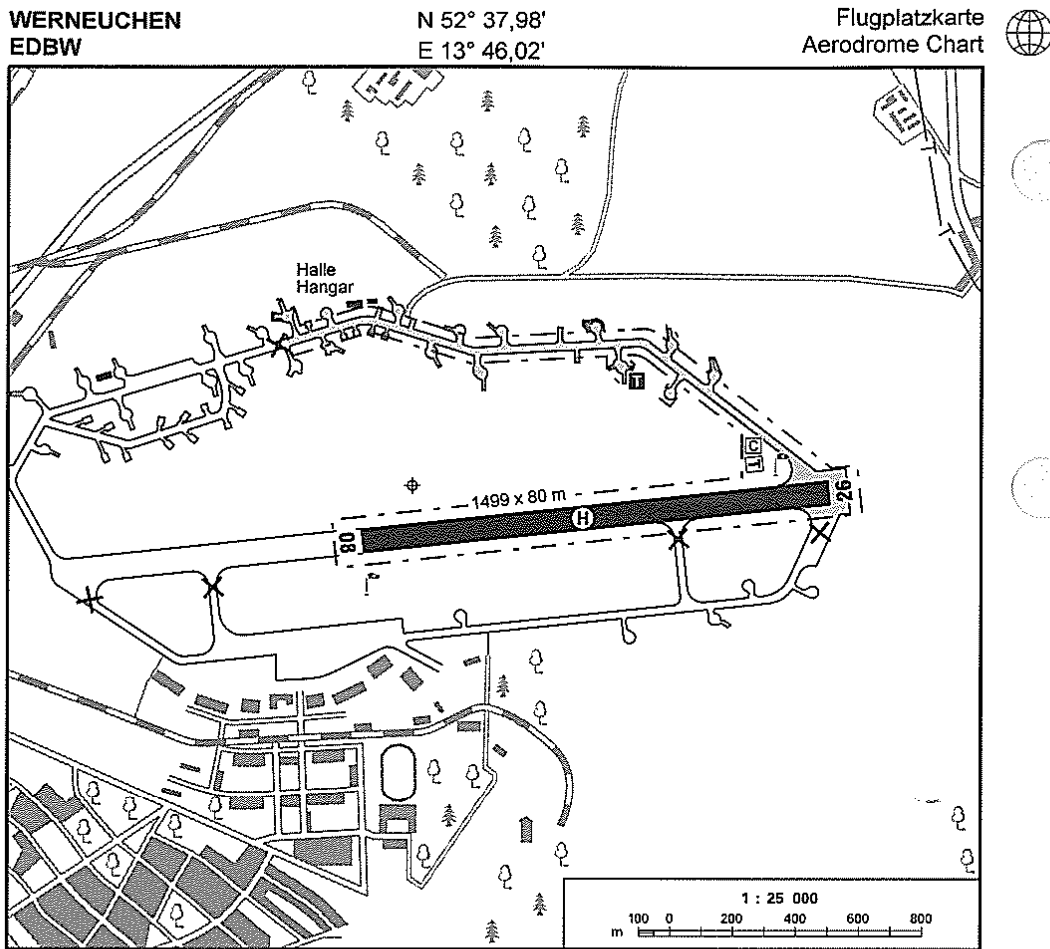 WERNEUCHEN
EDBW
N 52° 37,98'
E 13° 46,02'
Flugplatzkarte
Aerodrome Chart
Halle
Hangar
T
T
T
C
T
1499 x 80 m
H
08
26
1 : 25 000
m 100 0 200 400 600 800